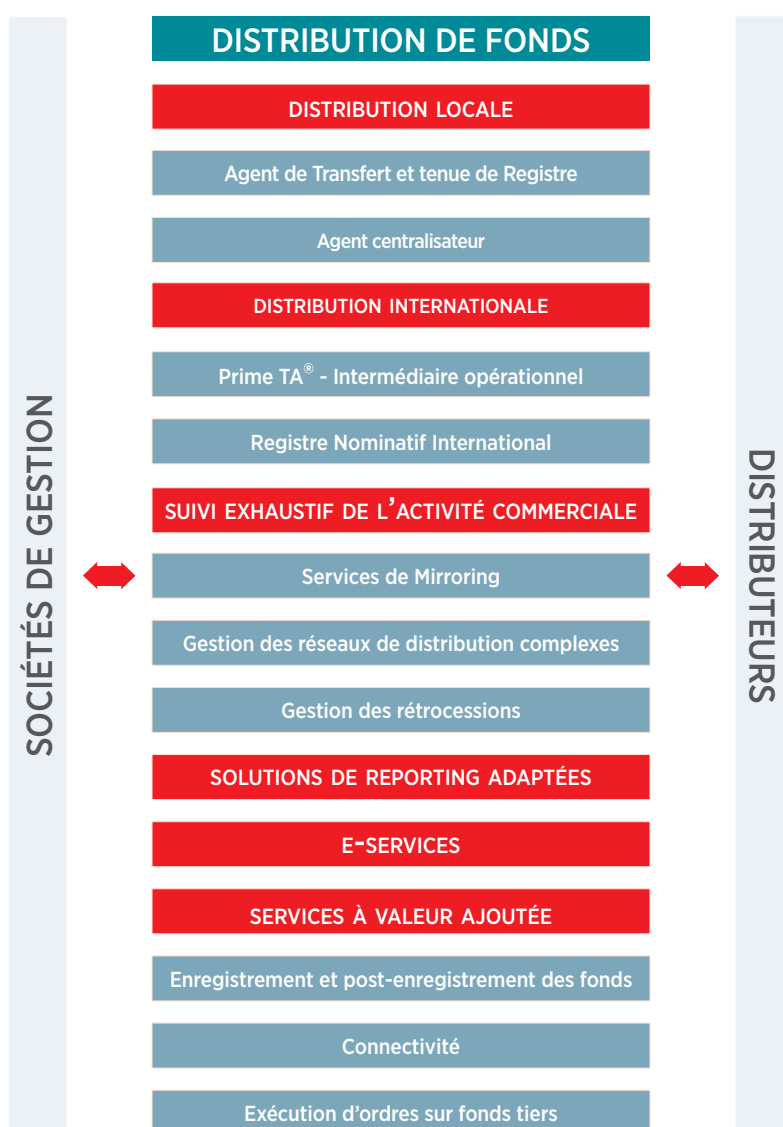 DISTRIBUTION DE FONDS
DISTRIBUTION LOCALE
Agent de Transfert et tenue de Registre
Agent centralisateur
DISTRIBUTION INTERNATIONALE
Prime TA® - Intermédiaire opérationnel
Registre Nominatif International
SUIVI EXHAUSTIF DE L'ACTIVITÉ COMMERCIALE
Services de Mirroring
Gestion des réseaux de distribution complexes
Gestion des rétrocessions
SOLUTIONS DE REPORTING ADAPTÉES
E-SERVICES
SERVICES À VALEUR AJOUTÉE
Enregistrement et post-enregistrement des fonds
Connectivité
Exécution d'ordres sur fonds tiers
SOCIÉTÉS DE GESTION
DISTRIBUTEURS